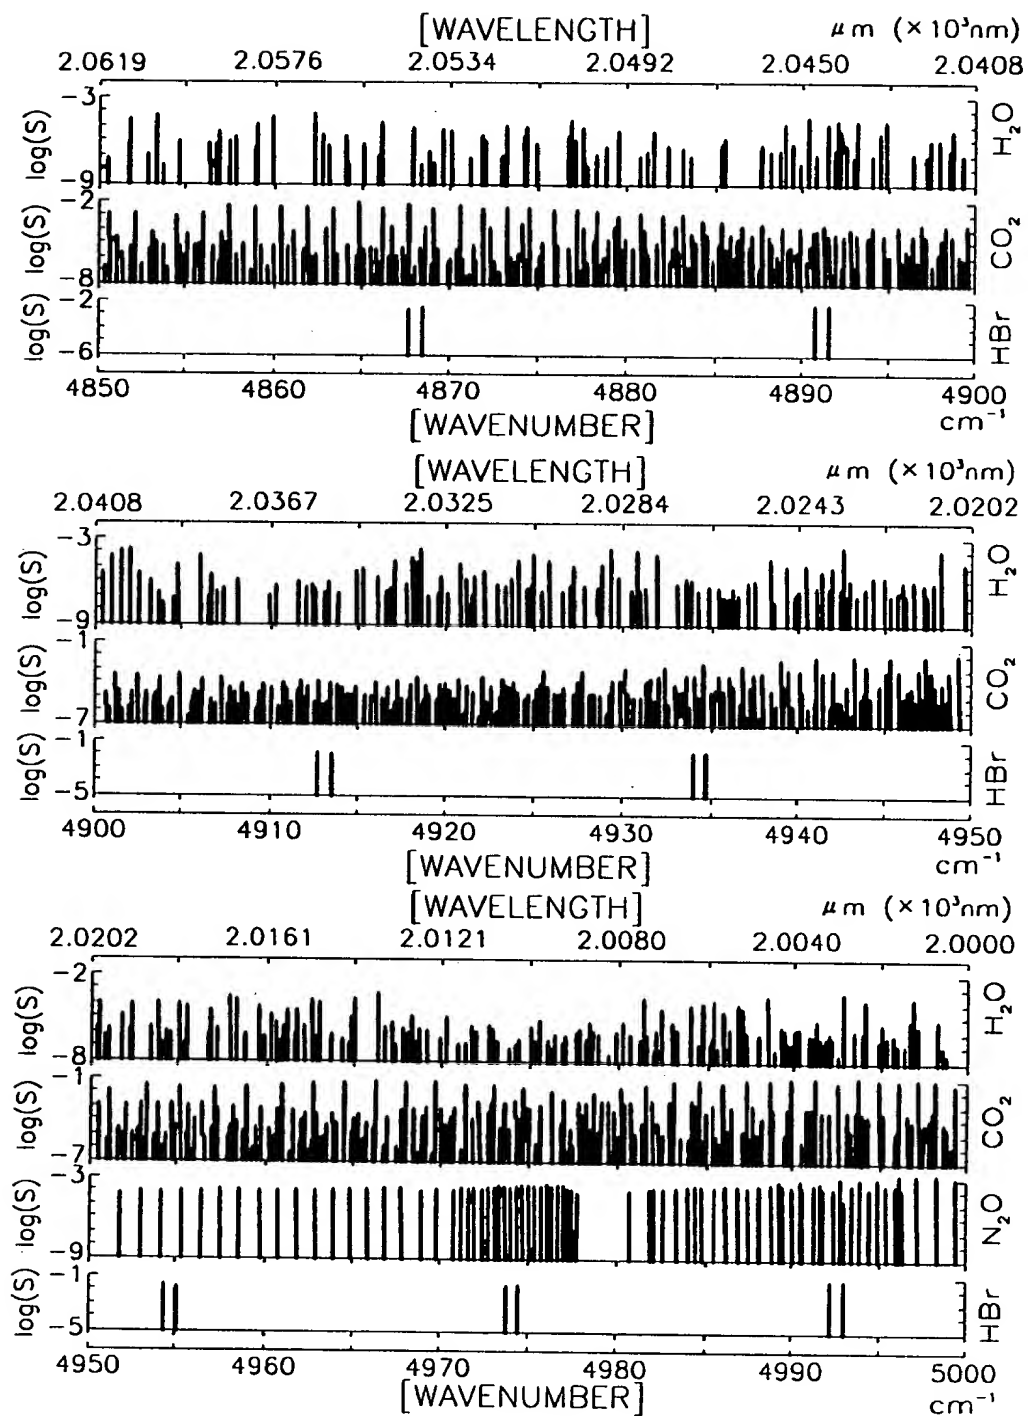 [WAVELENGTH] μm (×10³nm)
2.0619 2.0576 2.0534 2.0492 2.0450 2.0408
log(S) -3 -9 H₂O
log(S) -2 -8 CO₂
log(S) -2 -6 HBr
4850 4860 4870 4880 4890 4900
[WAVENUMBER] cm⁻¹
[WAVELENGTH] μm (×10³nm)
2.0408 2.0367 2.0325 2.0284 2.0243 2.0202
log(S) -3 -9 H₂O
log(S) -1 -7 CO₂
log(S) -1 -5 HBr
4900 4910 4920 4930 4940 4950
[WAVENUMBER] cm⁻¹
[WAVELENGTH] μm (×10³nm)
2.0202 2.0161 2.0121 2.0080 2.0040 2.0000
log(S) -2 -8 H₂O
log(S) -1 -7 CO₂
log(S) -3 -9 N₂O
log(S) -1 -5 HBr
4950 4960 4970 4980 4990 5000
[WAVENUMBER] cm⁻¹